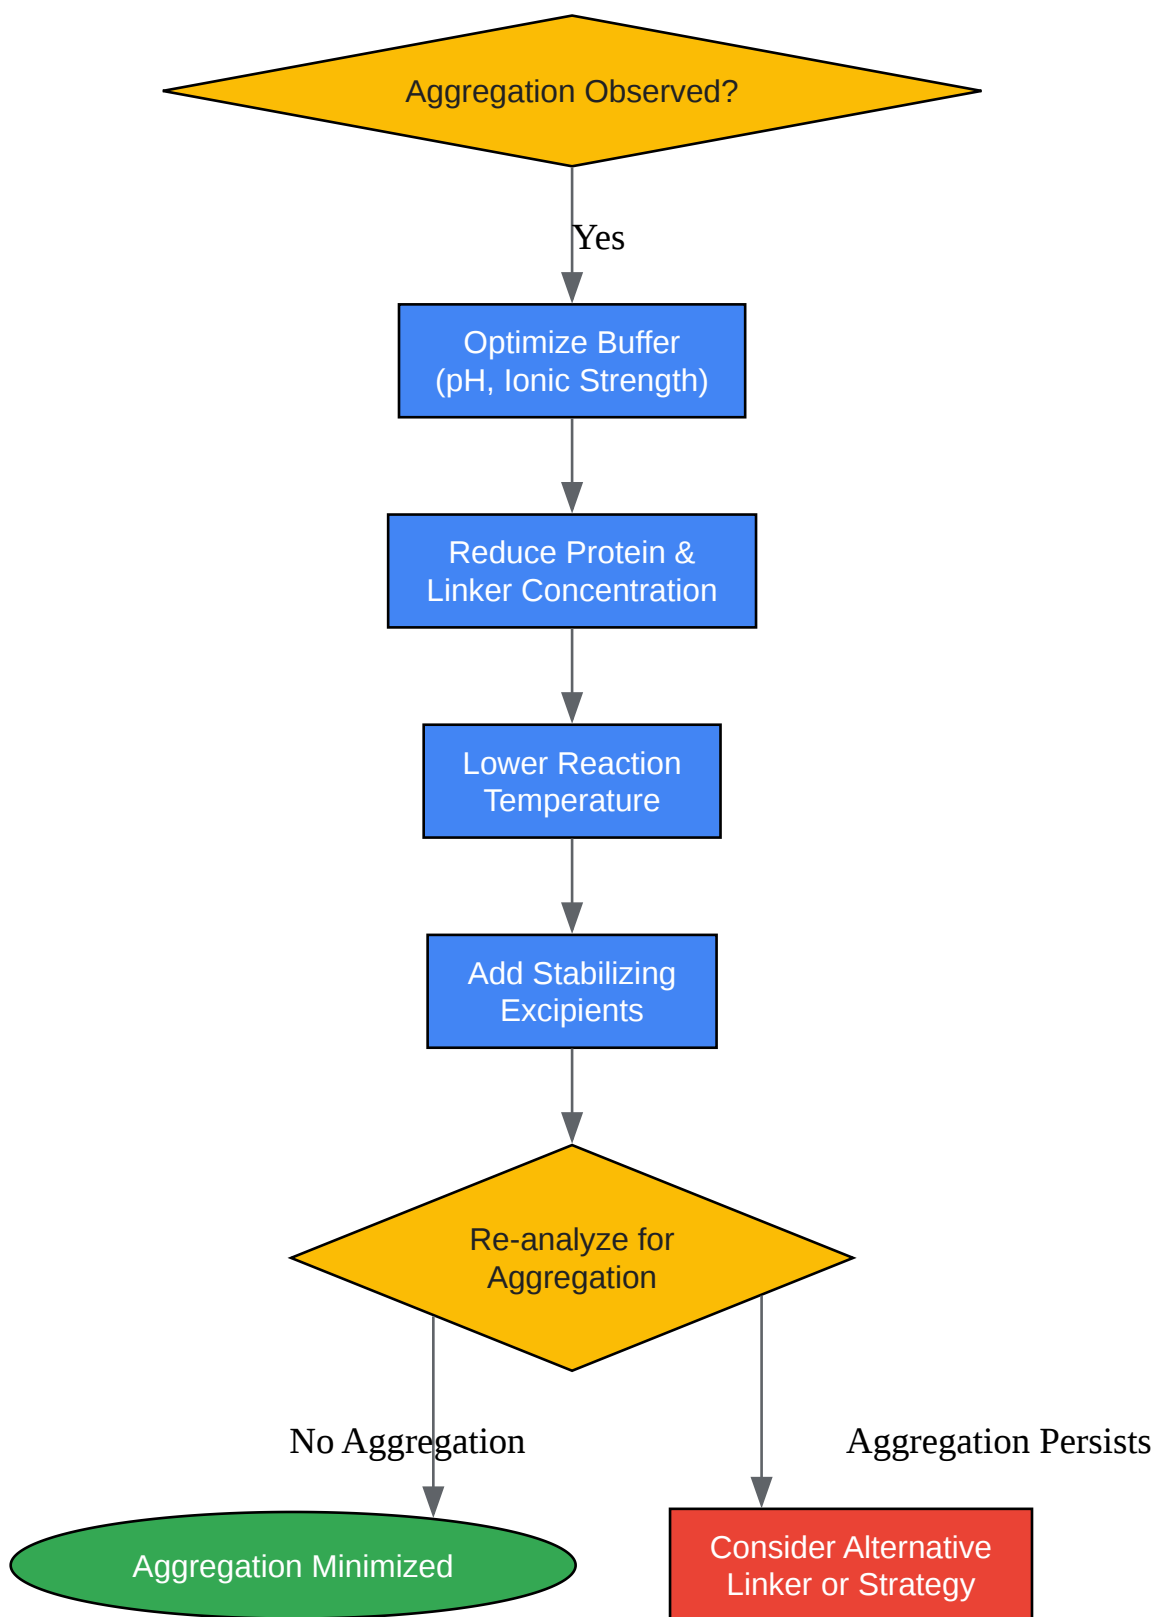 Aggregation Observed?
Yes
Optimize Buffer
(pH, Ionic Strength)
Reduce Protein &
Linker Concentration
Lower Reaction
Temperature
Add Stabilizing
Excipients
Re-analyze for
Aggregation
No Aggregation
Aggregation Persists
Aggregation Minimized
Consider Alternative
Linker or Strategy